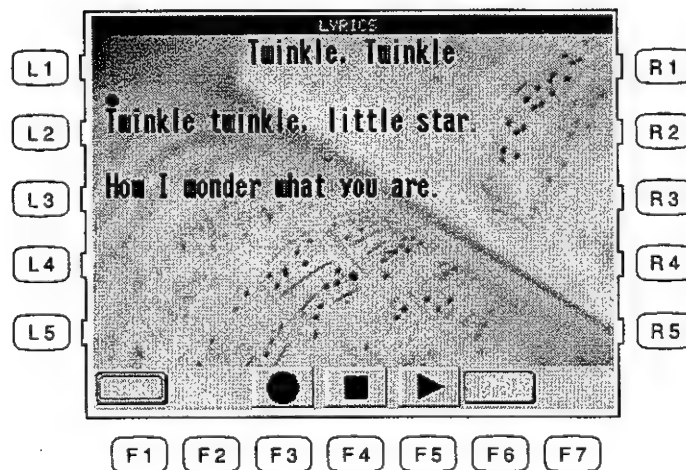 LYRICS
Twinkle, Twinkle
L1 R1
Twinkle twinkle, little star.
L2 R2
How I wonder what you are.
L3 R3
L4 R4
L5 R5
F1 F2 F3 F4 F5 F6 F7